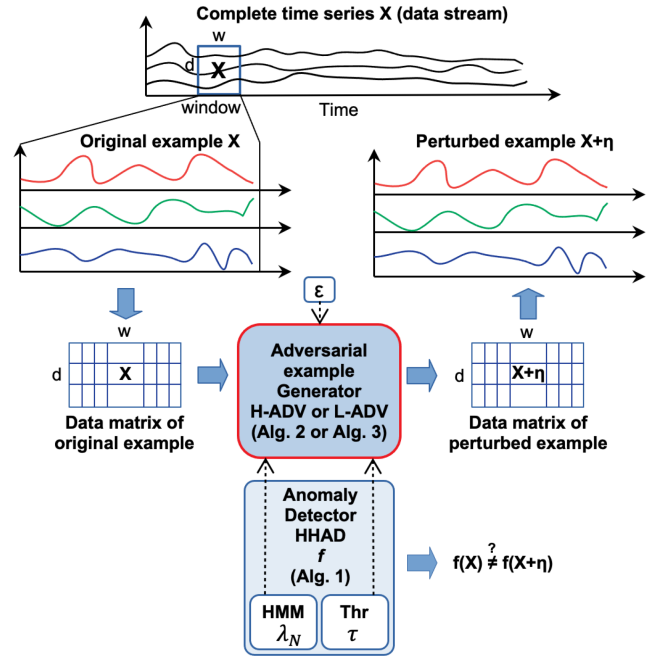 Complete time series X (data stream)
w
d
X
window
Time
Original example X
Perturbed example X+η
ε
w
d
X
Data matrix of
original example
Adversarial
example
Generator
H-ADV or L-ADV
(Alg. 2 or Alg. 3)
w
d
X+η
Data matrix of
perturbed example
Anomaly
Detector
HHAD
f
(Alg. 1)
HMM
λ_N
Thr
τ
?
f(X) ≠ f(X+η)